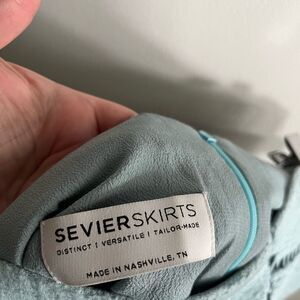 SEVIERSKIRTS
DISTINCT | VERSATILE | TAILOR-MADE
MADE IN NASHVILLE, TN